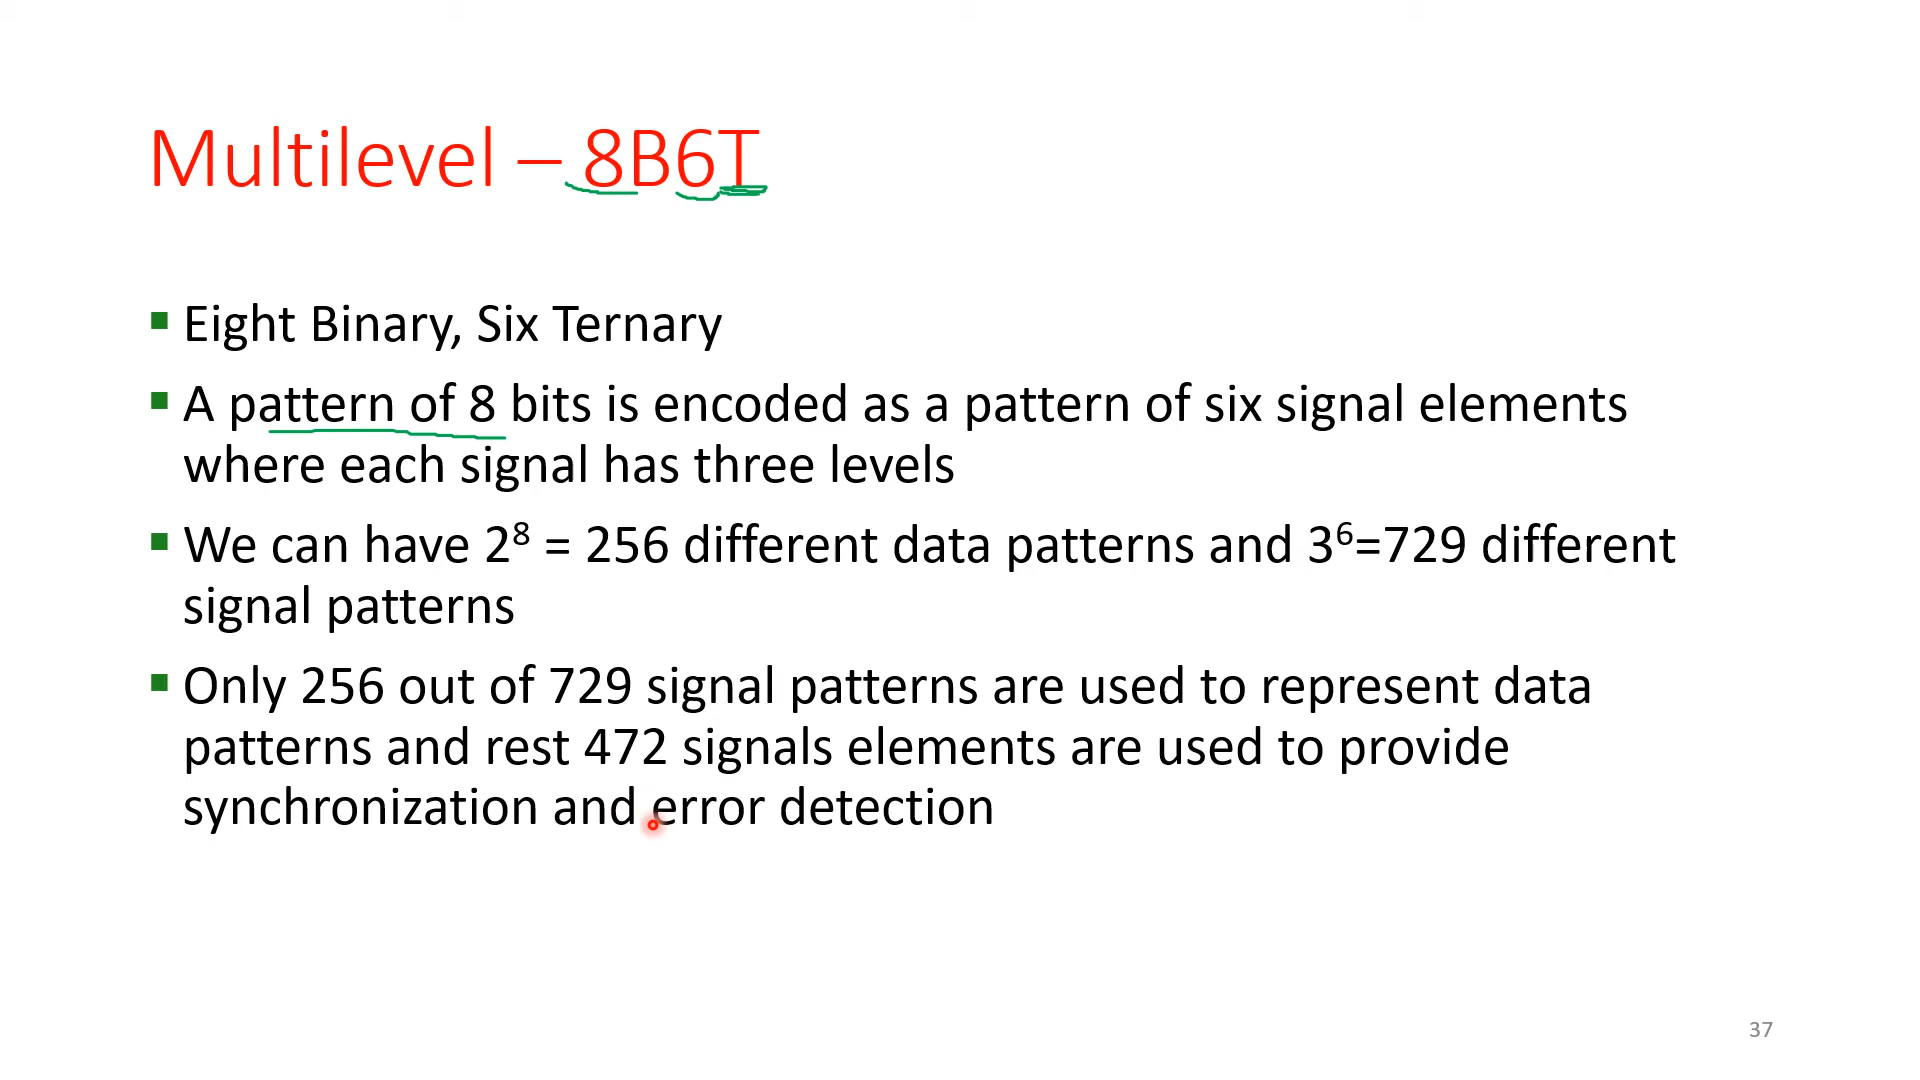 Multilevel – 8B6T
▪ Eight Binary, Six Ternary
▪ A pattern of 8 bits is encoded as a pattern of six signal elements
where each signal has three levels
▪ We can have 2⁸ = 256 different data patterns and 3⁶=729 different
signal patterns
▪ Only 256 out of 729 signal patterns are used to represent data
patterns and rest 472 signals elements are used to provide
synchronization and error detection
37